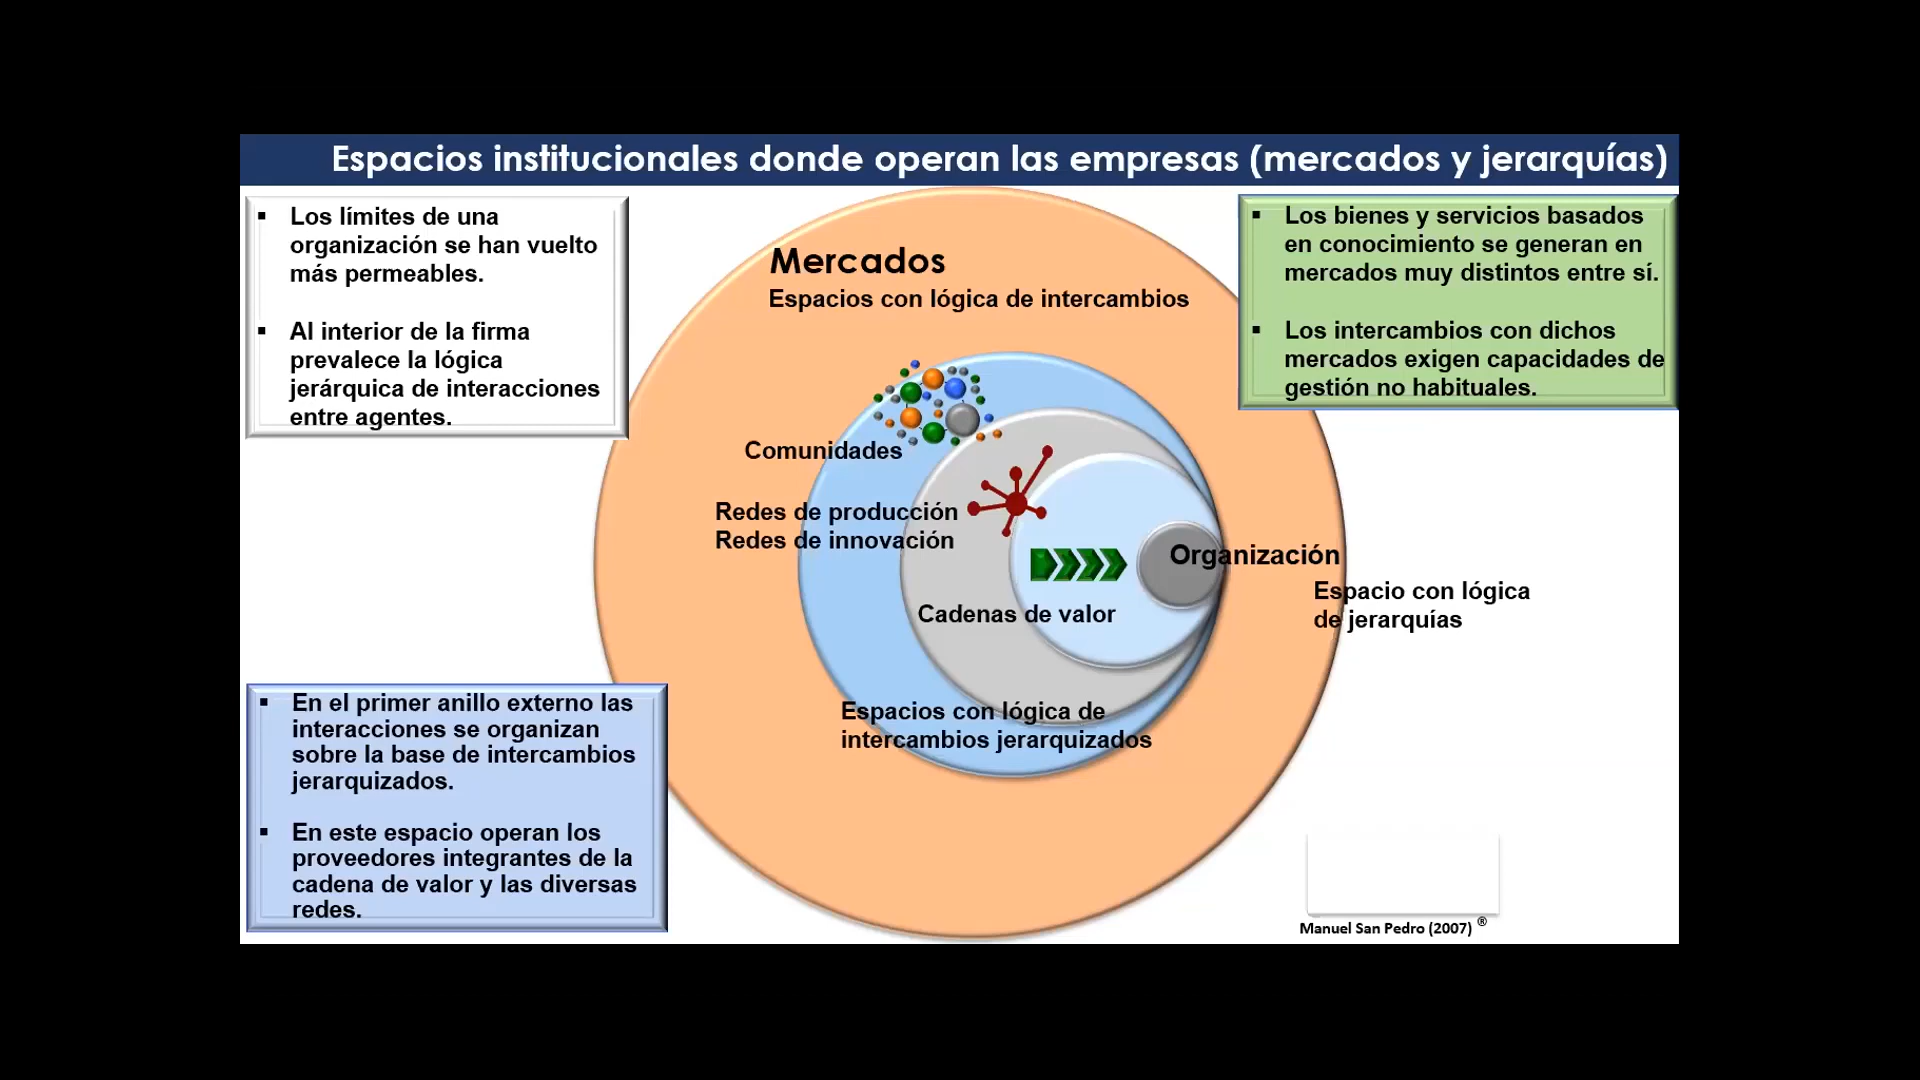 Espacios institucionales donde operan las empresas (mercados y jerarquías)
▪ Los límites de una
organización se han vuelto
más permeables.
▪ Al interior de la firma
prevalece la lógica
jerárquica de interacciones
entre agentes.
Mercados
Espacios con lógica de intercambios
▪ Los bienes y servicios basados
en conocimiento se generan en
mercados muy distintos entre sí.
▪ Los intercambios con dichos
mercados exigen capacidades de
gestión no habituales.
Comunidades
Redes de producción
Redes de innovación
Organización
Espacio con lógica
de jerarquías
Cadenas de valor
Espacios con lógica de
intercambios jerarquizados
▪ En el primer anillo externo las
interacciones se organizan
sobre la base de intercambios
jerarquizados.
▪ En este espacio operan los
proveedores integrantes de la
cadena de valor y las diversas
redes.
Manuel San Pedro (2007) ®